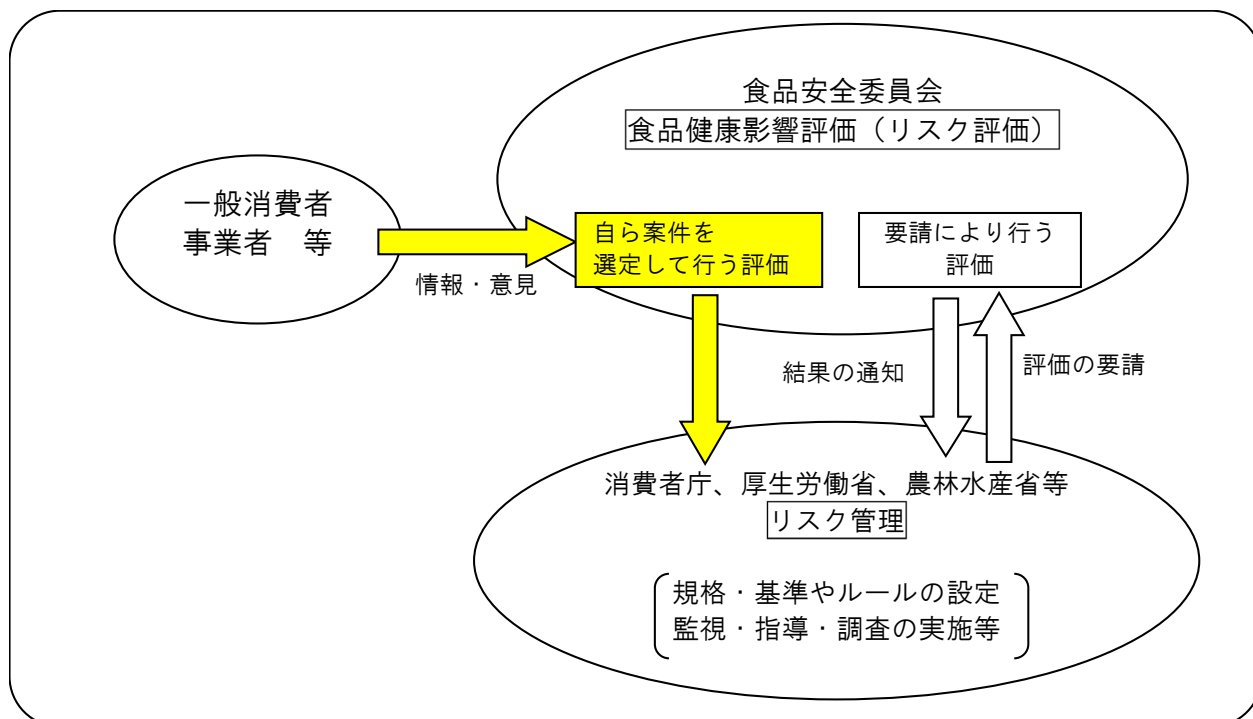 食品安全委員会
食品健康影響評価（リスク評価）
一般消費者
事業者　等
情報・意見
自ら案件を
選定して行う評価
要請により行う
評価
結果の通知
評価の要請
消費者庁、厚生労働省、農林水産省等
リスク管理
規格・基準やルールの設定
監視・指導・調査の実施等